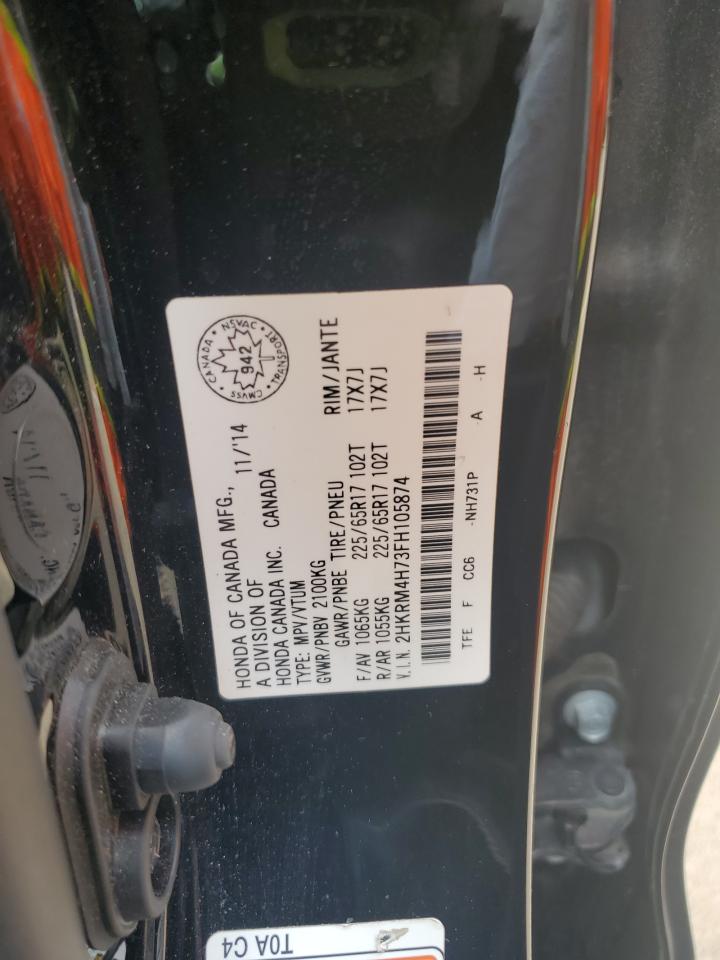 HONDA OF CANADA MFG., 11/'14
A DIVISION OF
HONDA CANADA INC. CANADA
TYPE: MPV/VTUM
GVWR/PNBV 2100KG
GAWR/PNBE TIRE/PNEU RIM/JANTE
F/AV 1065KG 225/65R17 102T 17X7J
R/AR 1055KG 225/65R17 102T 17X7J
V.I.N. 2HKRM4H73FH105874
TFE F CC6 -NH731P -A -H
CANADA • NSVAC • TRANSPORT • CMVSS •
942
T0A C4